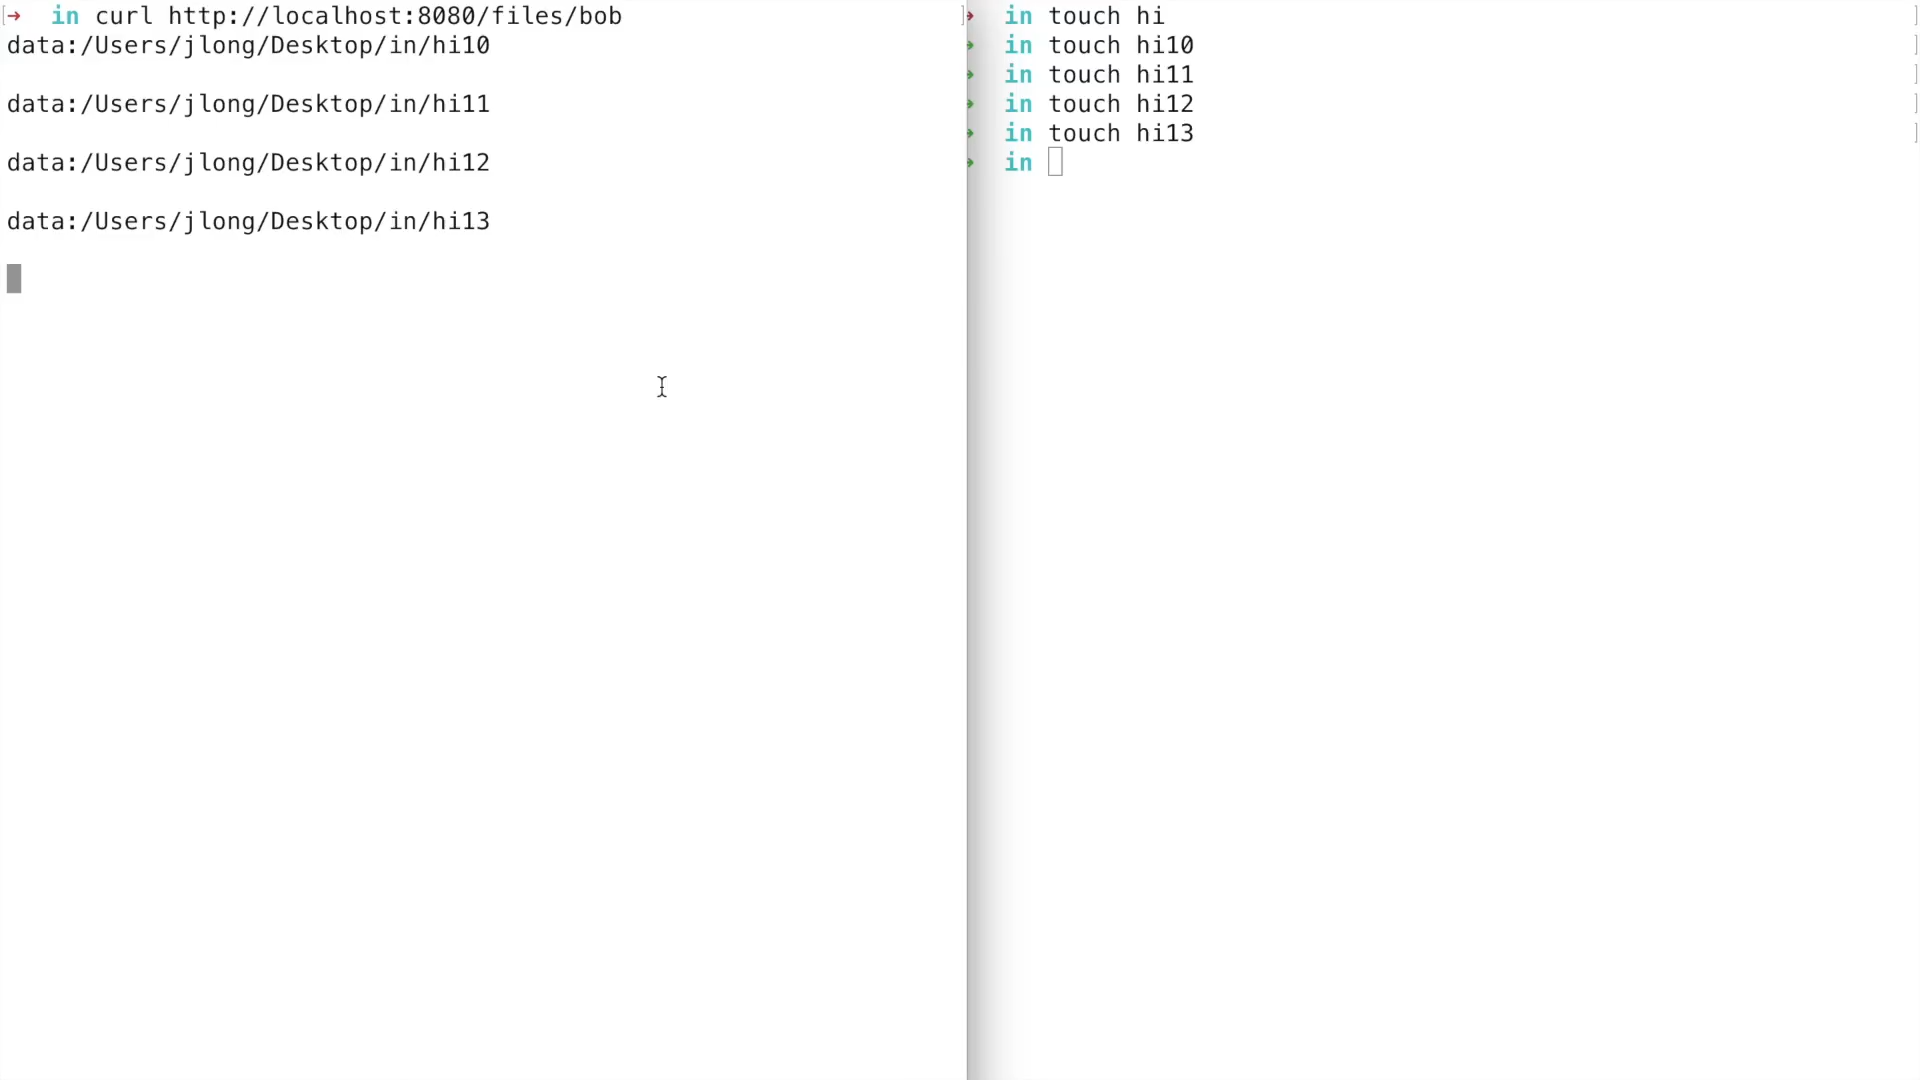 → in curl http://localhost:8080/files/bob
data:/Users/jlong/Desktop/in/hi10
data:/Users/jlong/Desktop/in/hi11
data:/Users/jlong/Desktop/in/hi12
data:/Users/jlong/Desktop/in/hi13
→ in touch hi
→ in touch hi10
→ in touch hi11
→ in touch hi12
→ in touch hi13
→ in